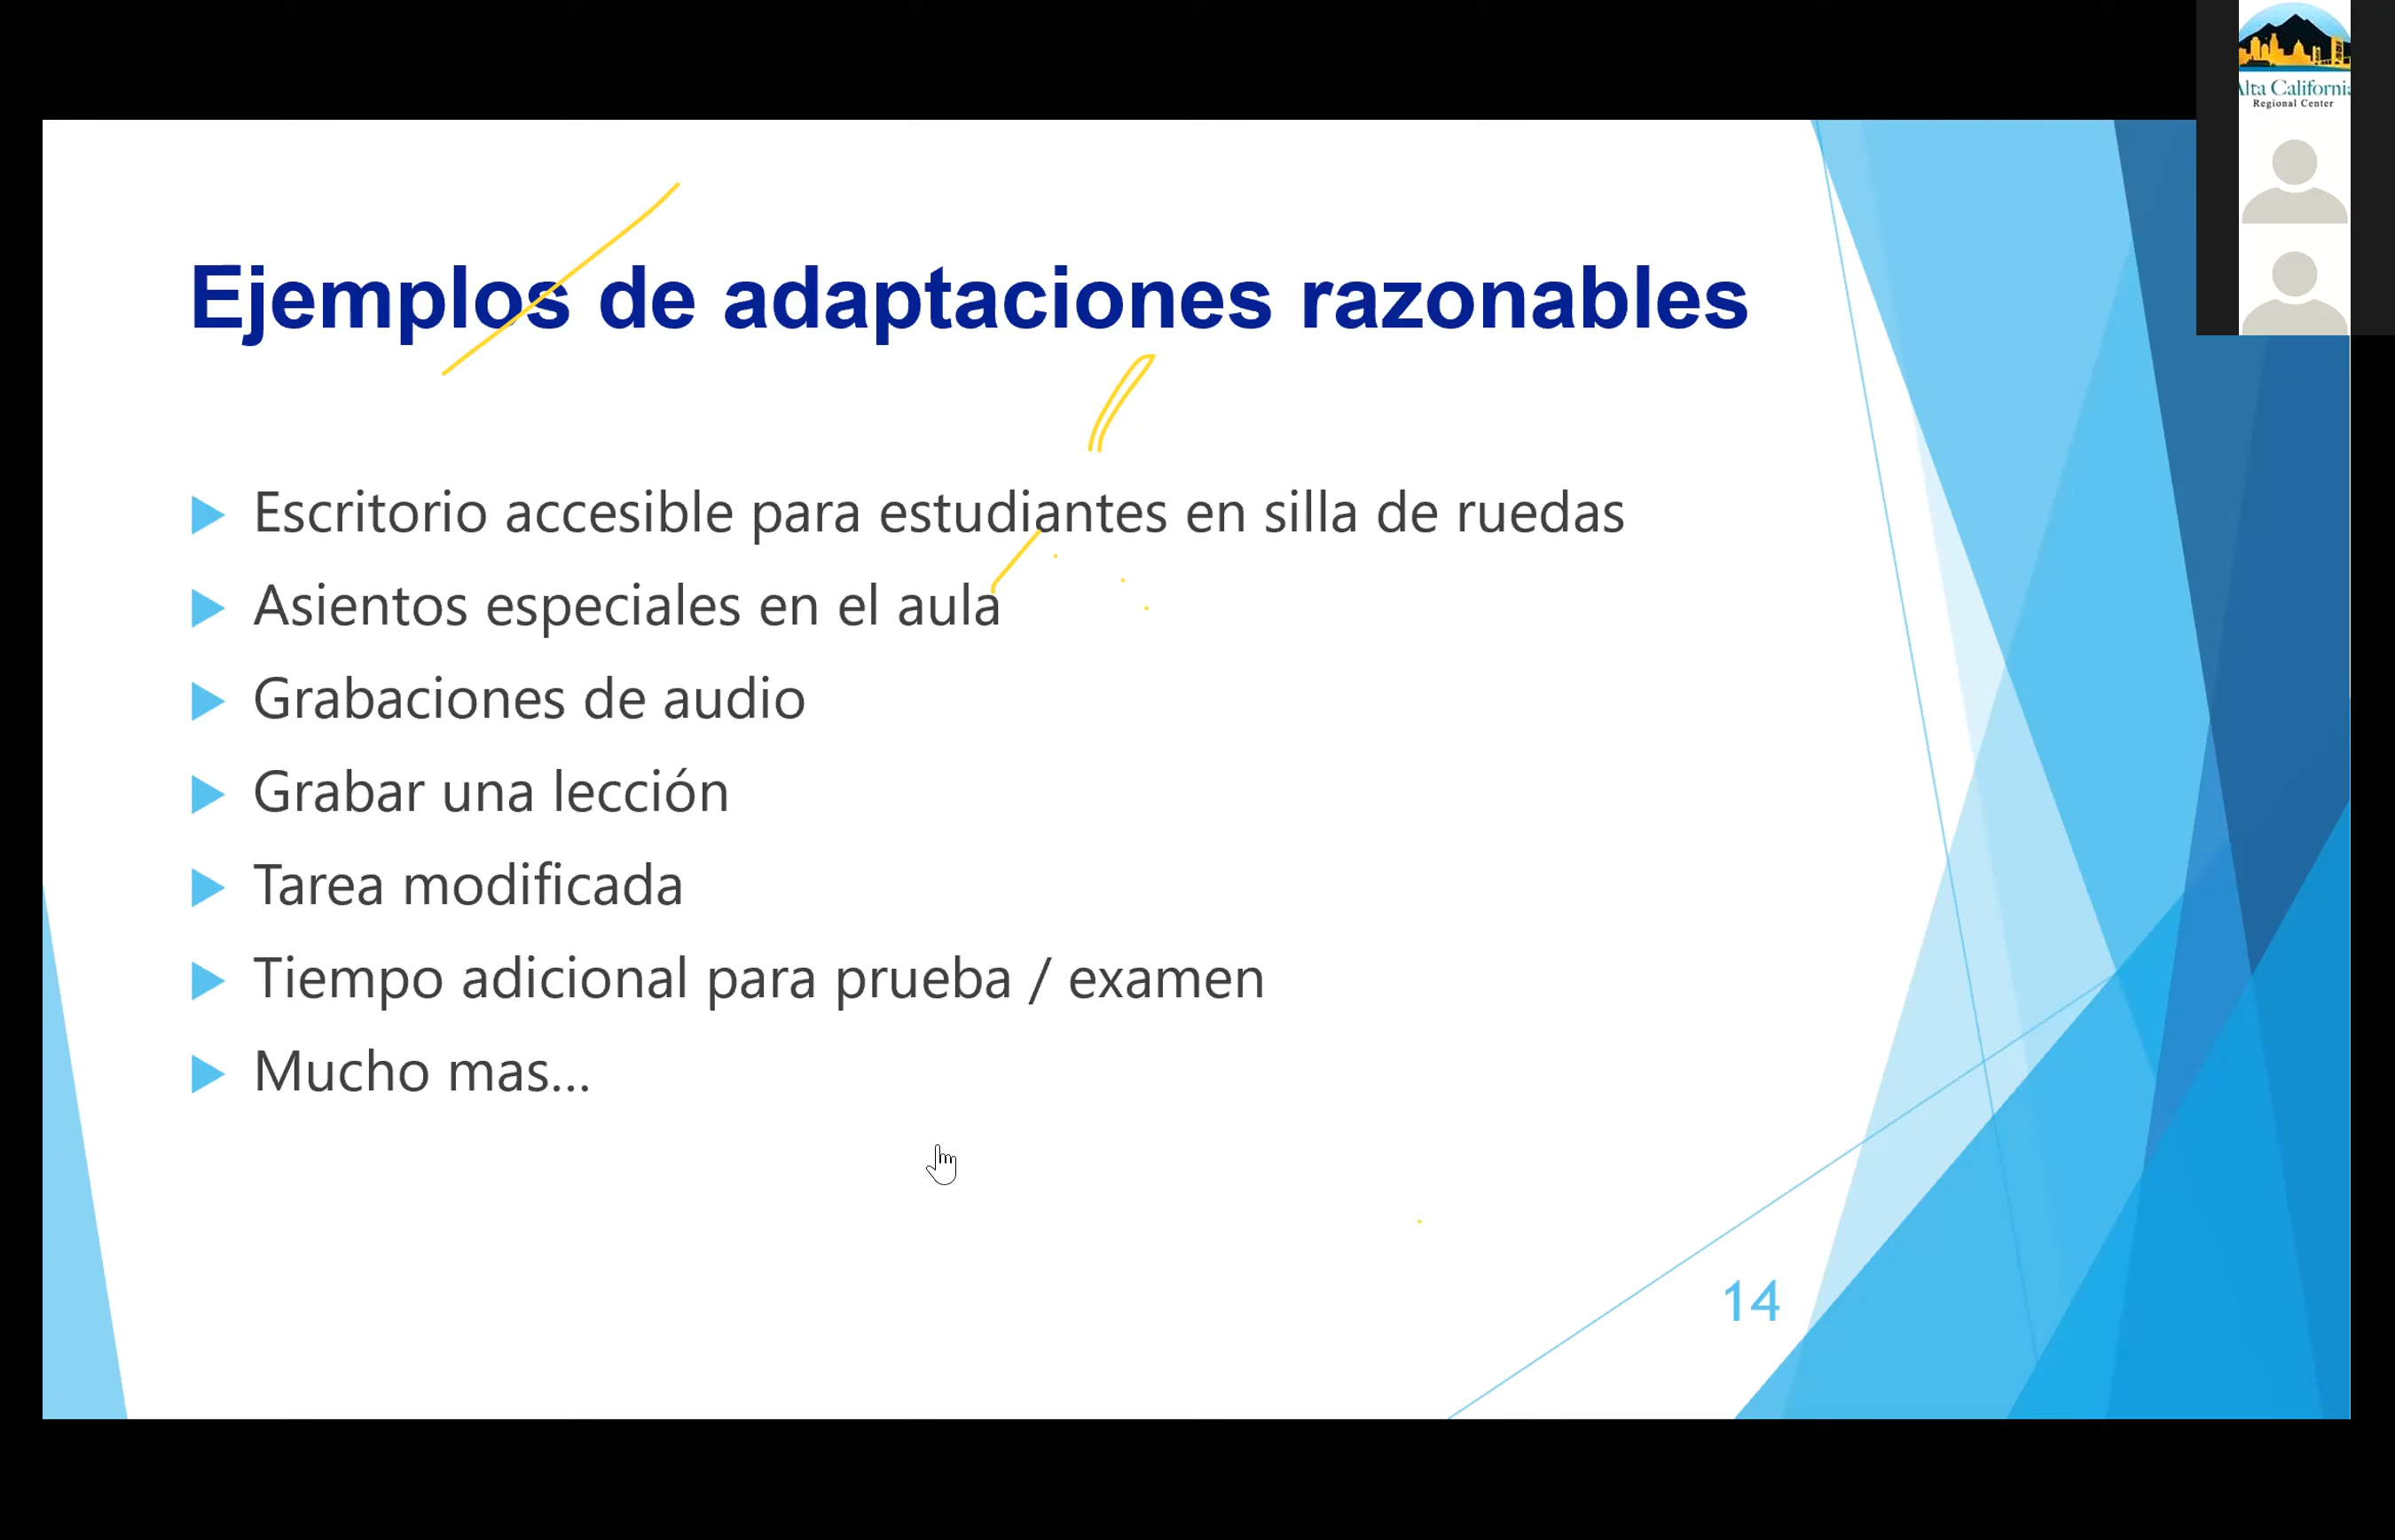 Alta California
Regional Center
Ejemplos de adaptaciones razonables
Escritorio accesible para estudiantes en silla de ruedas
Asientos especiales en el aula
Grabaciones de audio
Grabar una lección
Tarea modificada
Tiempo adicional para prueba / examen
Mucho mas...
14